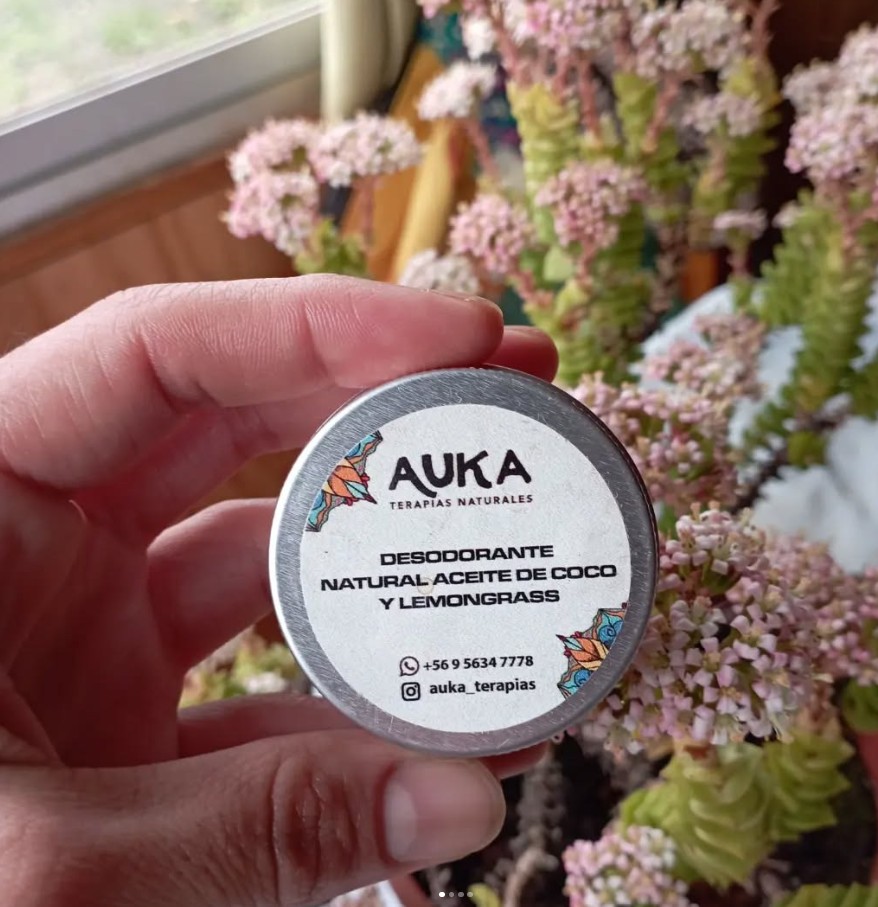 AUKA
TERAPIAS NATURALES
DESODORANTE
NATURAL ACEITE DE COCO
Y LEMONGRASS
+56 9 5634 7778
auka_terapias